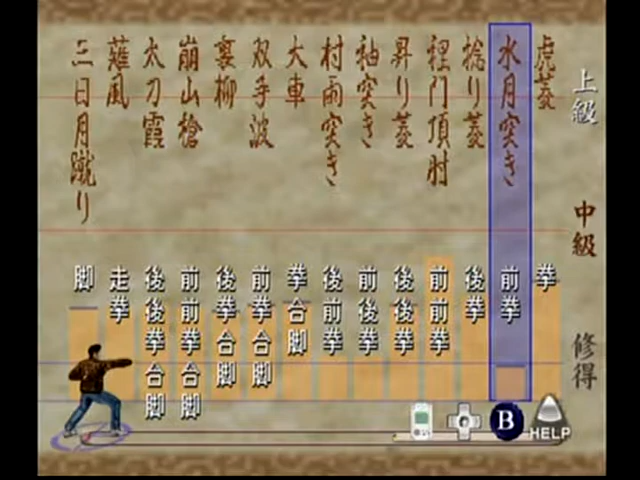 虎菱
水月突き
捻り菱
裡門頂肘
昇り菱
袖突き
村雨突き
大車
双手波
裏柳
崩山槍
太刀霞
薙風
三日月蹴り
拳
前拳
後拳
前前拳
後後拳
前後拳
後前拳
拳合脚
前拳合脚
後拳合脚
前前拳合脚
後後拳合脚
走拳
脚
上級
中級
修得
B
HELP